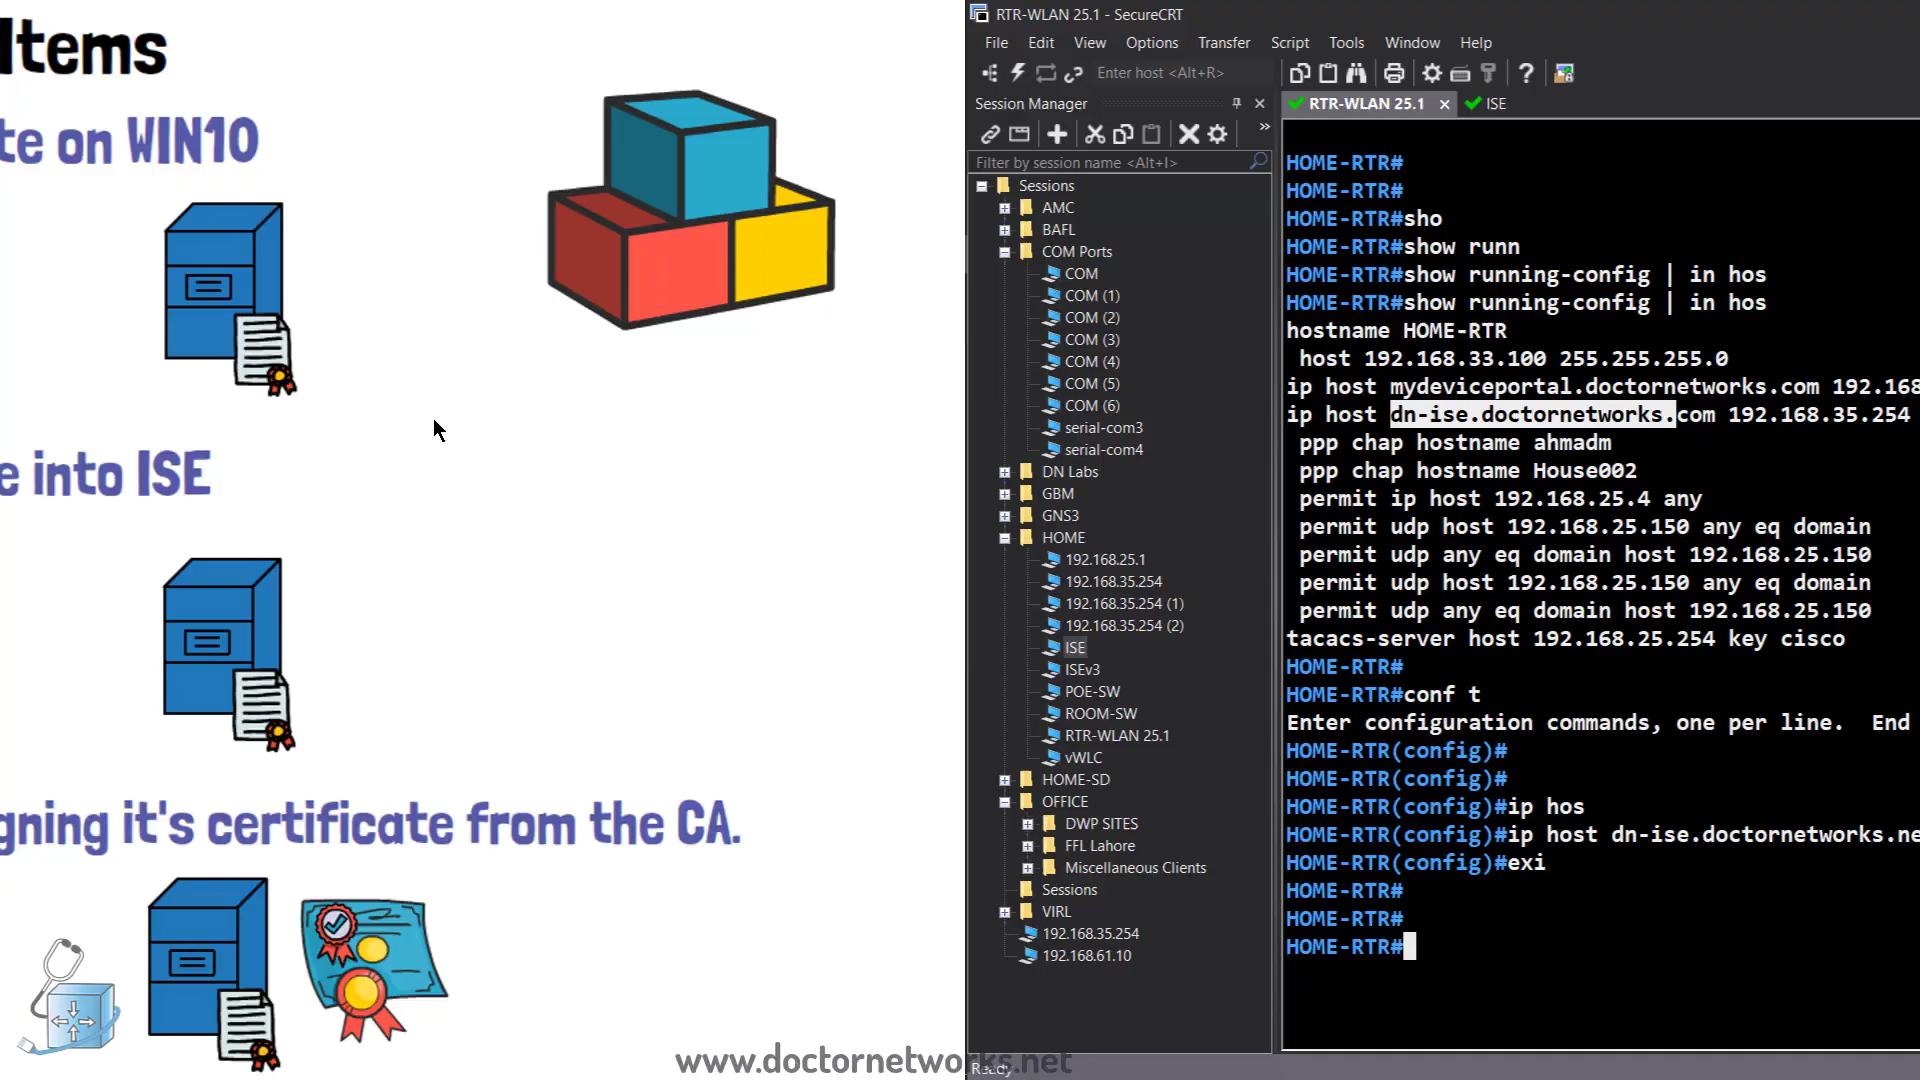 Items
te on WIN10
e into ISE
gning it's certificate from the CA.
www.doctornetworks.net
RTR-WLAN 25.1 - SecureCRT
File Edit View Options Transfer Script Tools Window Help
Enter host <Alt+R>
Session Manager
Filter by session name <Alt+I>
Sessions
AMC
BAFL
COM Ports
COM
COM (1)
COM (2)
COM (3)
COM (4)
COM (5)
COM (6)
serial-com3
serial-com4
DN Labs
GBM
GNS3
HOME
192.168.25.1
192.168.35.254
192.168.35.254 (1)
192.168.35.254 (2)
ISE
ISEv3
POE-SW
ROOM-SW
RTR-WLAN 25.1
vWLC
HOME-SD
OFFICE
DWP SITES
FFL Lahore
Miscellaneous Clients
Sessions
VIRL
192.168.35.254
192.168.61.10
Ready
RTR-WLAN 25.1 ISE
HOME-RTR#
HOME-RTR#
HOME-RTR#sho
HOME-RTR#show runn
HOME-RTR#show running-config | in hos
HOME-RTR#show running-config | in hos
hostname HOME-RTR
host 192.168.33.100 255.255.255.0
ip host mydeviceportal.doctornetworks.com 192.168
ip host dn-ise.doctornetworks.com 192.168.35.254
ppp chap hostname ahmadm
ppp chap hostname House002
permit ip host 192.168.25.4 any
permit udp host 192.168.25.150 any eq domain
permit udp any eq domain host 192.168.25.150
permit udp host 192.168.25.150 any eq domain
permit udp any eq domain host 192.168.25.150
tacacs-server host 192.168.25.254 key cisco
HOME-RTR#
HOME-RTR#conf t
Enter configuration commands, one per line. End
HOME-RTR(config)#
HOME-RTR(config)#
HOME-RTR(config)#ip hos
HOME-RTR(config)#ip host dn-ise.doctornetworks.ne
HOME-RTR(config)#exi
HOME-RTR#
HOME-RTR#
HOME-RTR#